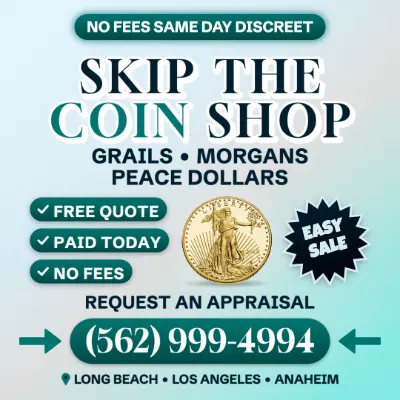 NO FEES SAME DAY DISCREET
SKIP THE
COIN SHOP
GRAILS • MORGANS
PEACE DOLLARS
FREE QUOTE
PAID TODAY
NO FEES
LIBERTY
EASY
SALE
REQUEST AN APPRAISAL
(562) 999-4994
LONG BEACH • LOS ANGELES • ANAHEIM